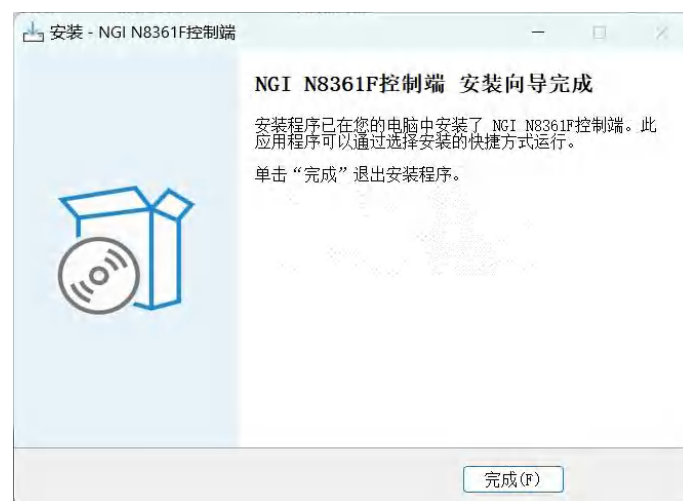 安装 - NGI N8361F控制端
NGI N8361F控制端 安装向导完成
安装程序已在您的电脑中安装了 NGI N8361F控制端。此
应用程序可以通过选择安装的快捷方式运行。
单击“完成”退出安装程序。
完成(F)